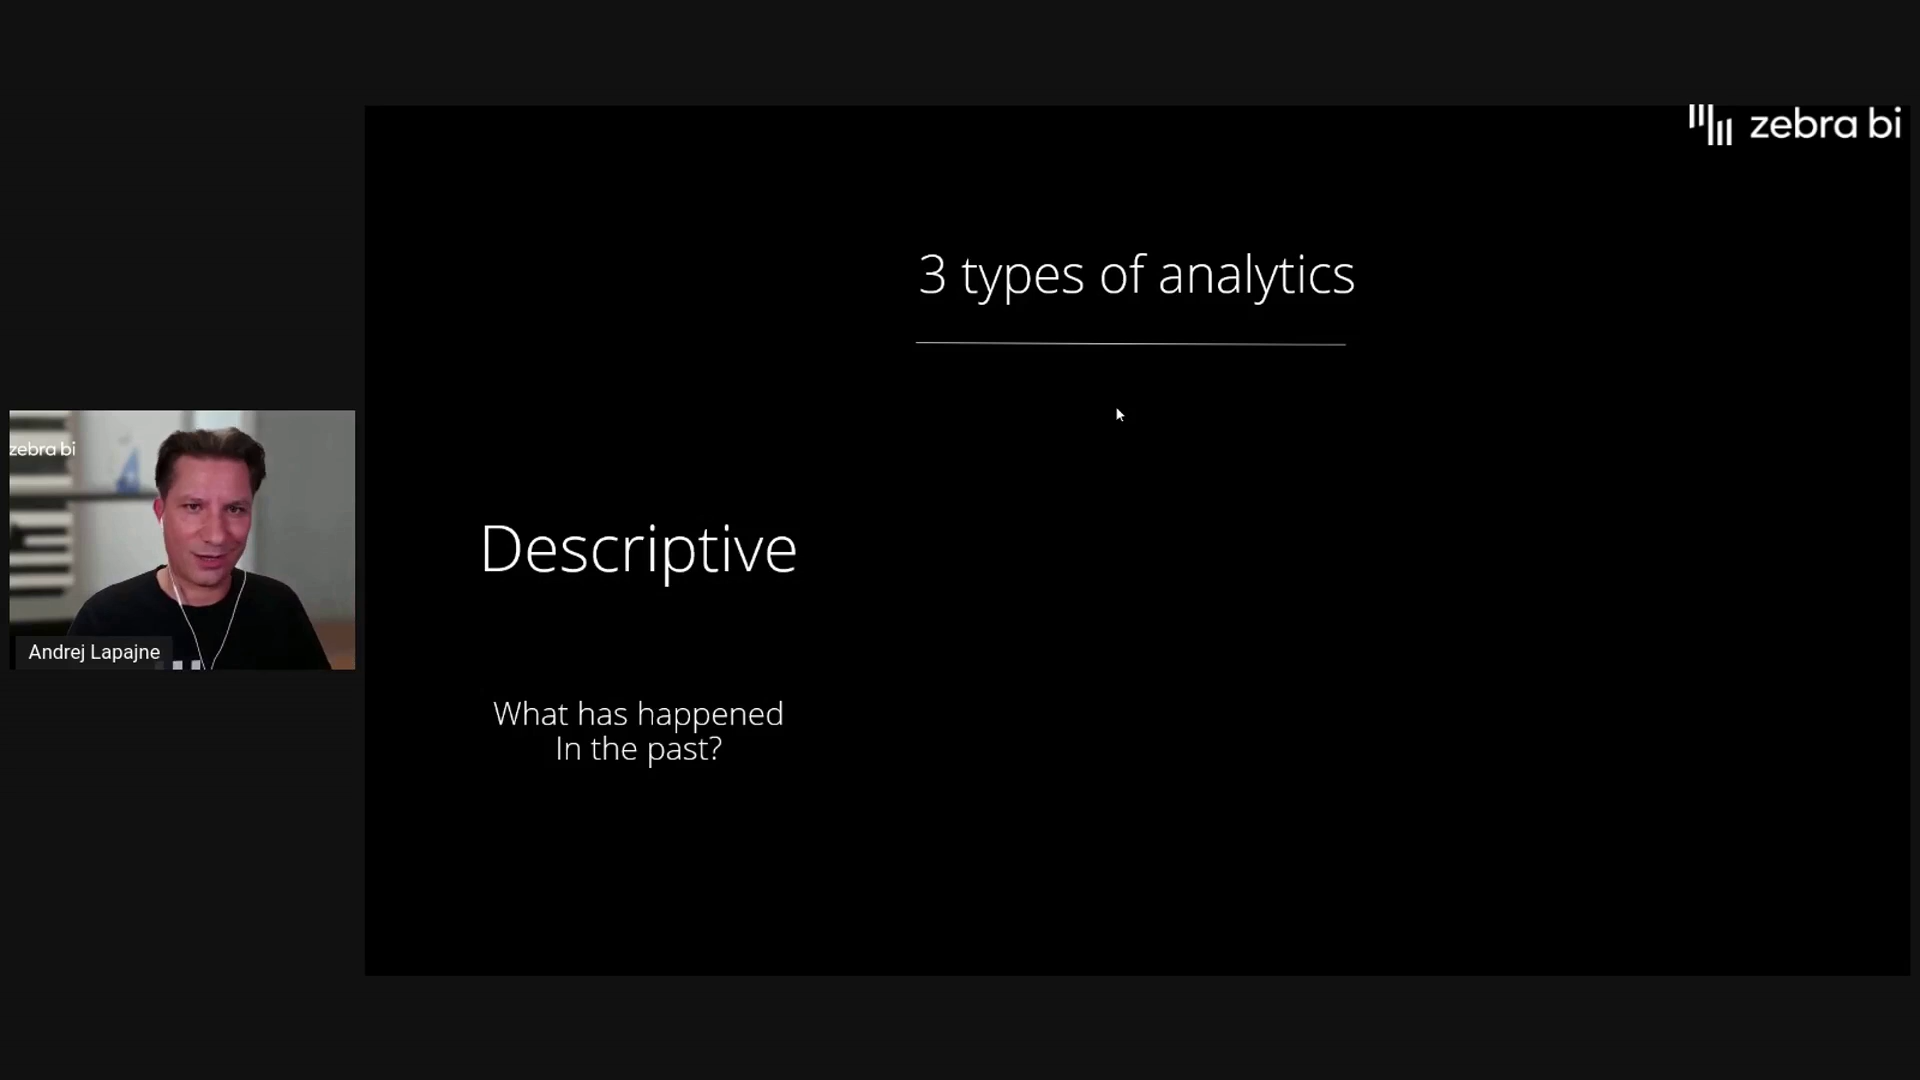 zebra bi
3 types of analytics
zebra bi
Descriptive
Andrej Lapajne
What has happened
In the past?